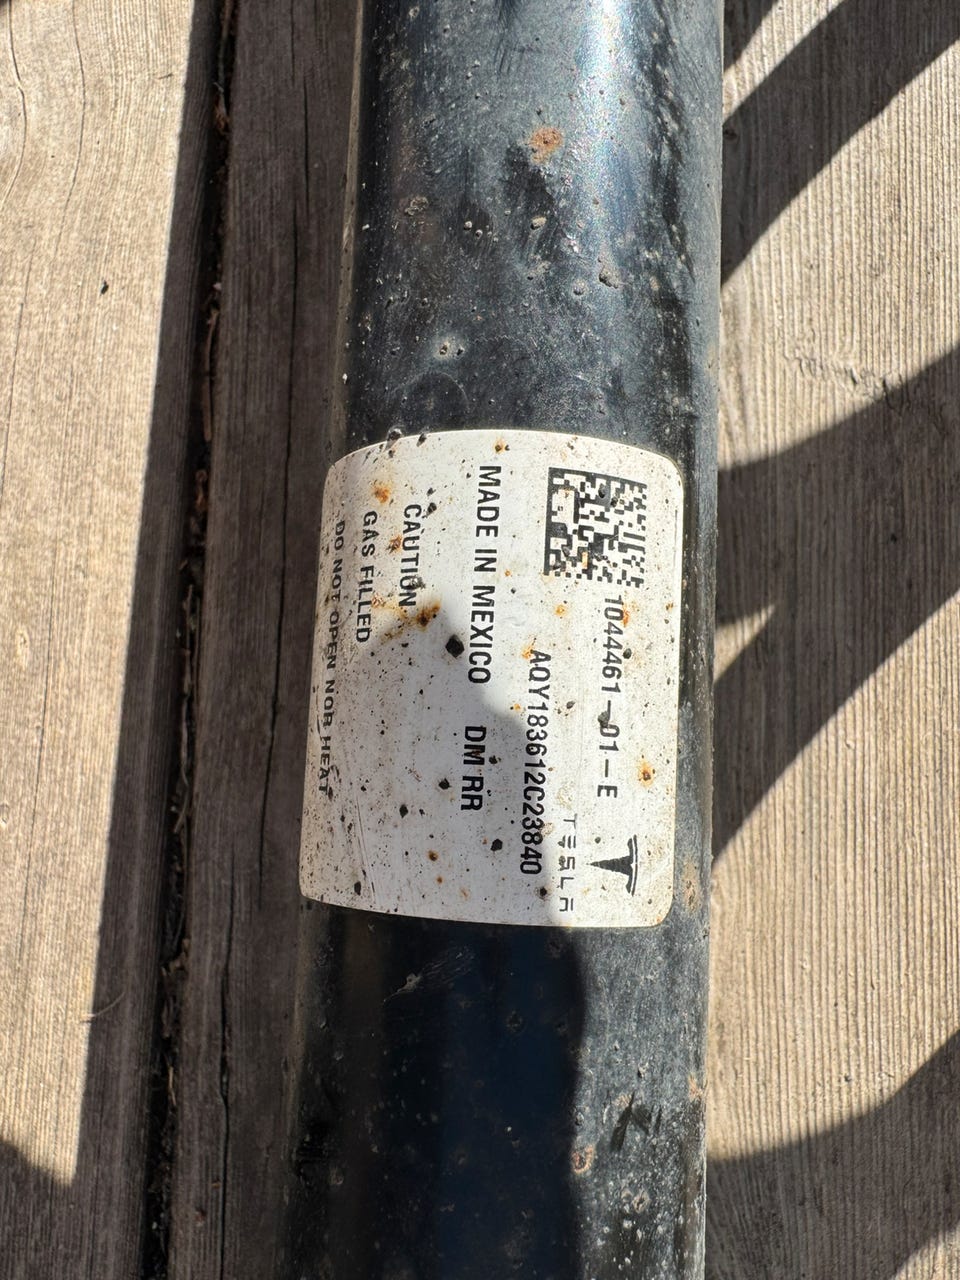 1044461-01-E
TESLA
AQY183612C23840
MADE IN MEXICO DM RR
CAUTION
GAS FILLED
DO NOT OPEN NOR HEAT